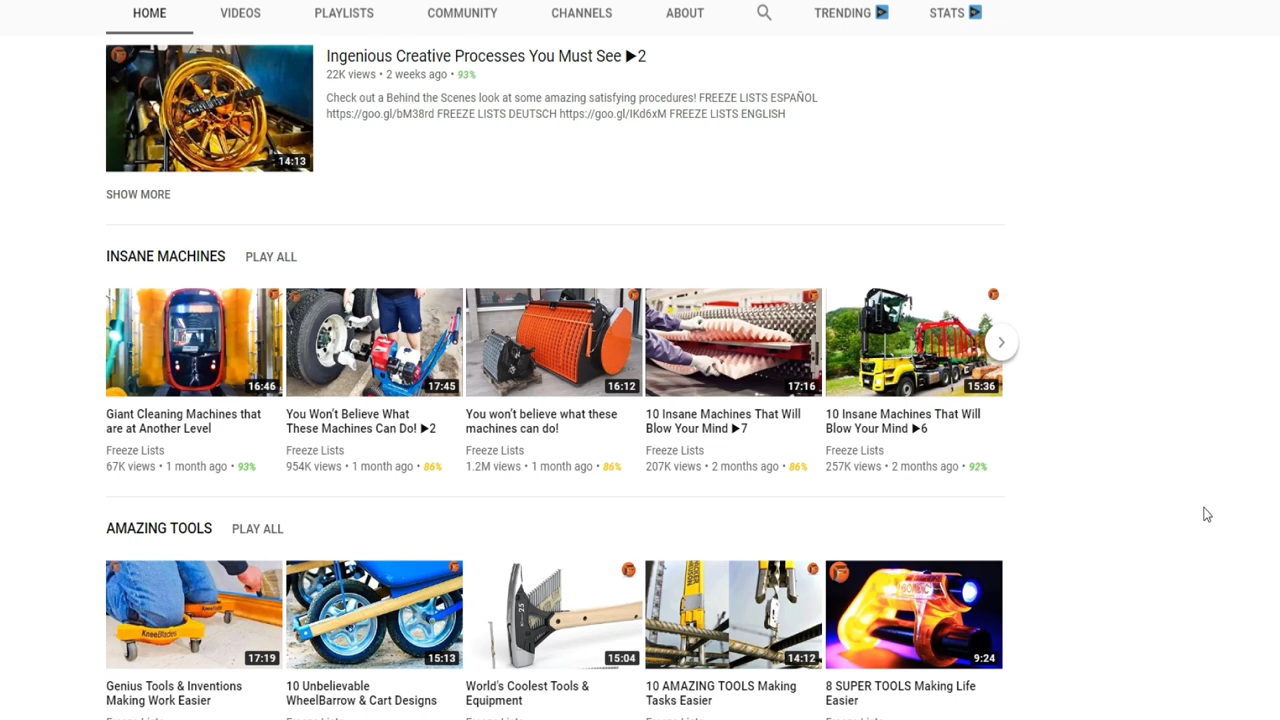 HOME VIDEOS PLAYLISTS COMMUNITY CHANNELS ABOUT TRENDING STATS
Ingenious Creative Processes You Must See ▶2
22K views • 2 weeks ago • 93%
Check out a Behind the Scenes look at some amazing satisfying procedures! FREEZE LISTS ESPAÑOL
https://goo.gl/bM38rd FREEZE LISTS DEUTSCH https://goo.gl/IKd6xM FREEZE LISTS ENGLISH
14:13
SHOW MORE
INSANE MACHINES PLAY ALL
16:46 17:45 16:12 17:16 15:36
Giant Cleaning Machines that
are at Another Level
Freeze Lists
67K views • 1 month ago • 93%
You Won't Believe What
These Machines Can Do! ▶2
Freeze Lists
954K views • 1 month ago • 86%
You won't believe what these
machines can do!
Freeze Lists
1.2M views • 1 month ago • 86%
10 Insane Machines That Will
Blow Your Mind ▶7
Freeze Lists
207K views • 2 months ago • 86%
10 Insane Machines That Will
Blow Your Mind ▶6
Freeze Lists
257K views • 2 months ago • 92%
AMAZING TOOLS PLAY ALL
KneeBlades
17:19 15:13 15:04 14:12 9:24
Genius Tools & Inventions
Making Work Easier
10 Unbelievable
WheelBarrow & Cart Designs
World's Coolest Tools &
Equipment
10 AMAZING TOOLS Making
Tasks Easier
8 SUPER TOOLS Making Life
Easier